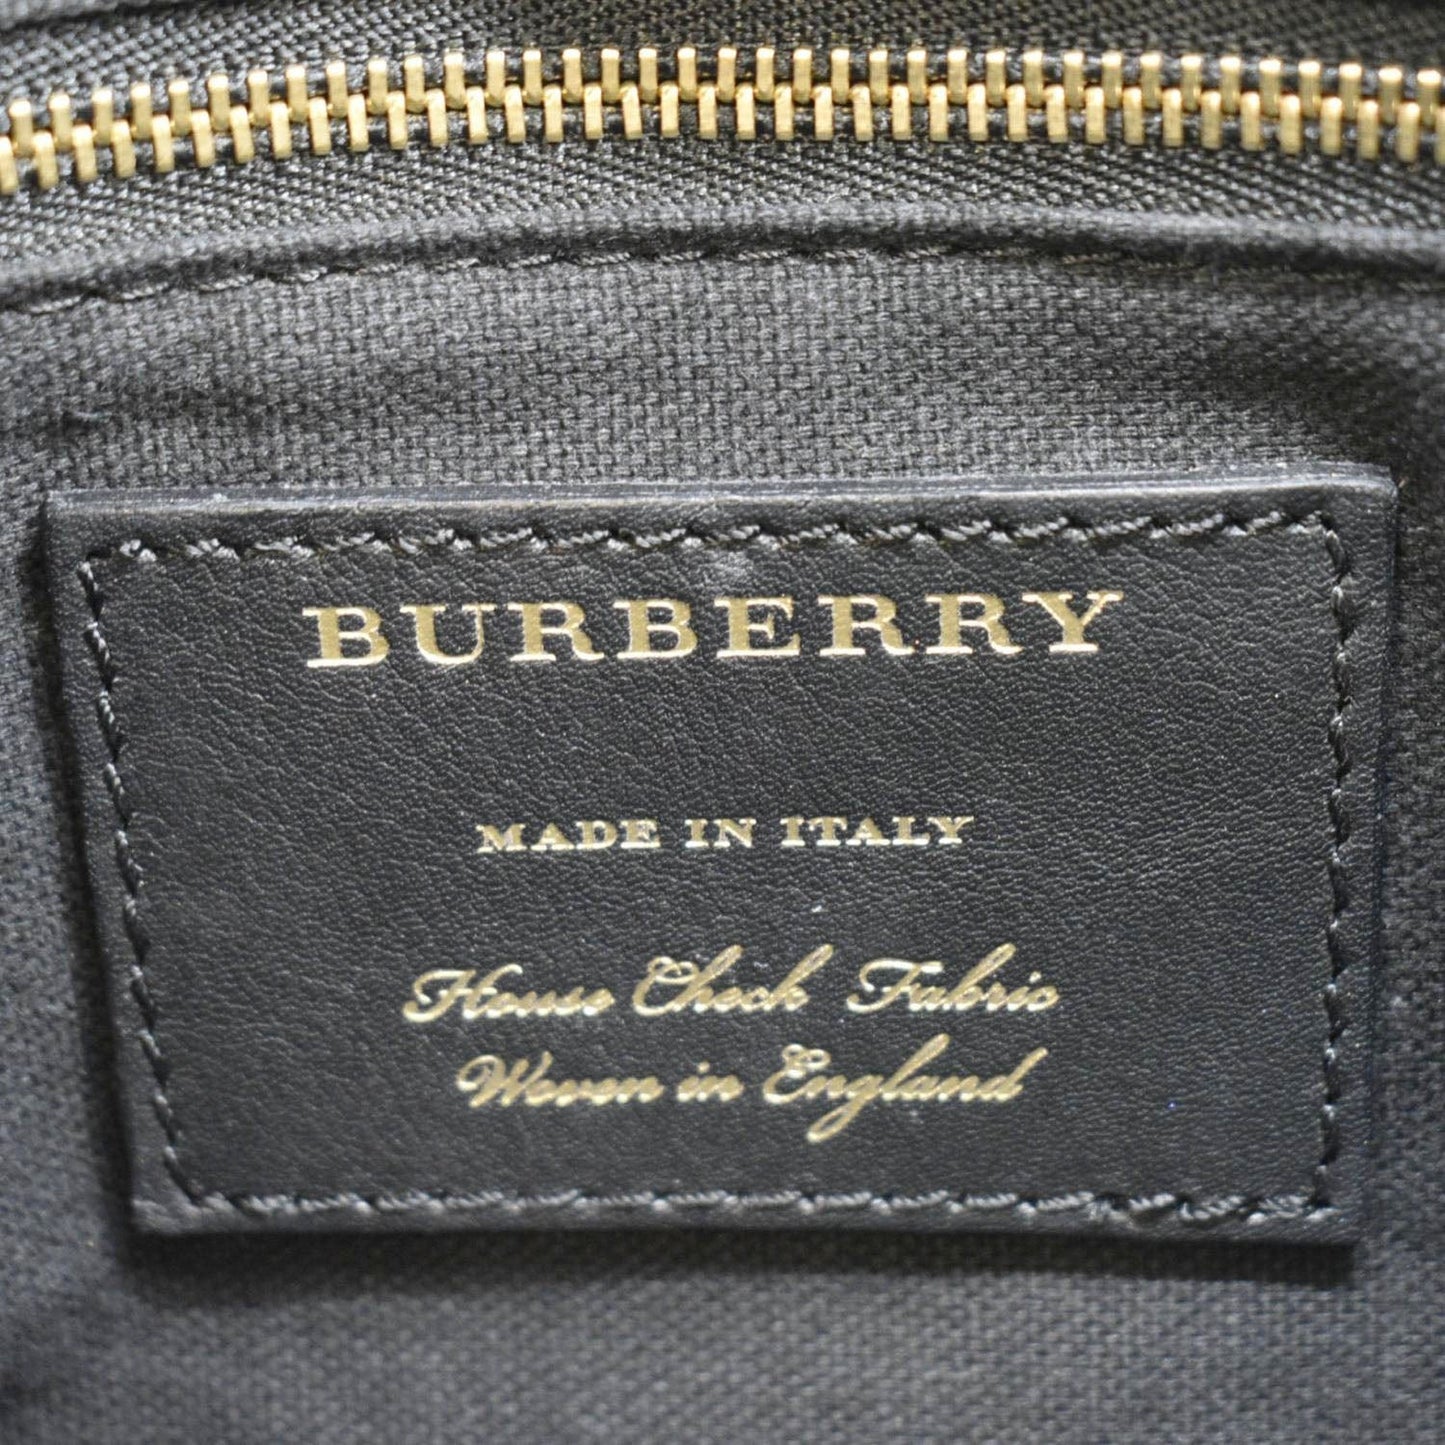 BURBERRY
MADE IN ITALY
House Check Fabric
Woven in England